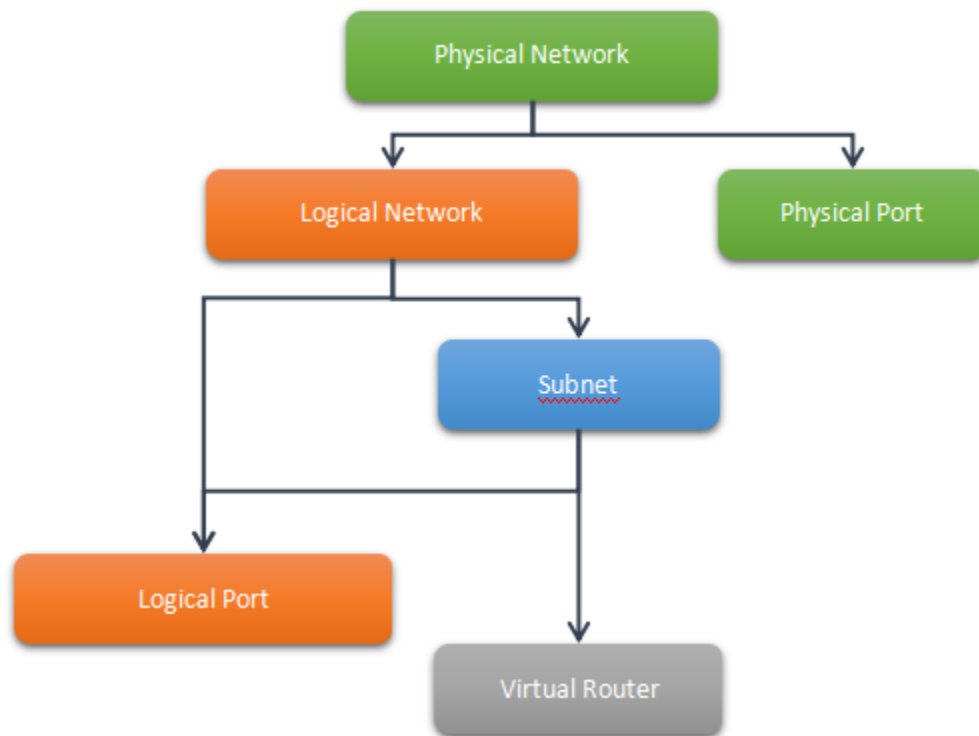 Physical Network
Logical Network
Physical Port
Subnet
Logical Port
Virtual Router